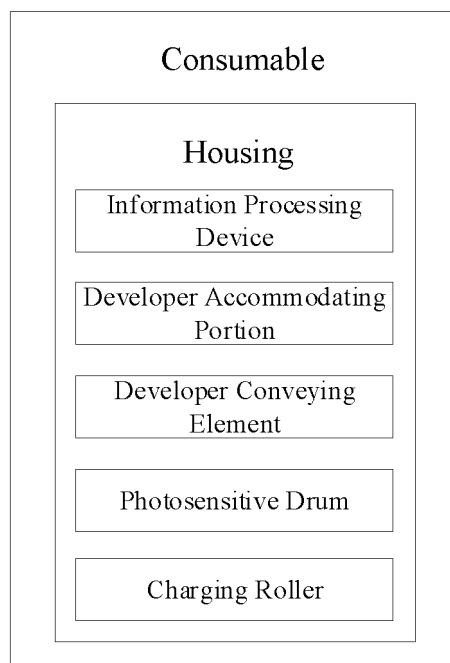 Consumable
Housing
Information Processing
Device
Developer Accommodating
Portion
Developer Conveying
Element
Photosensitive Drum
Charging Roller